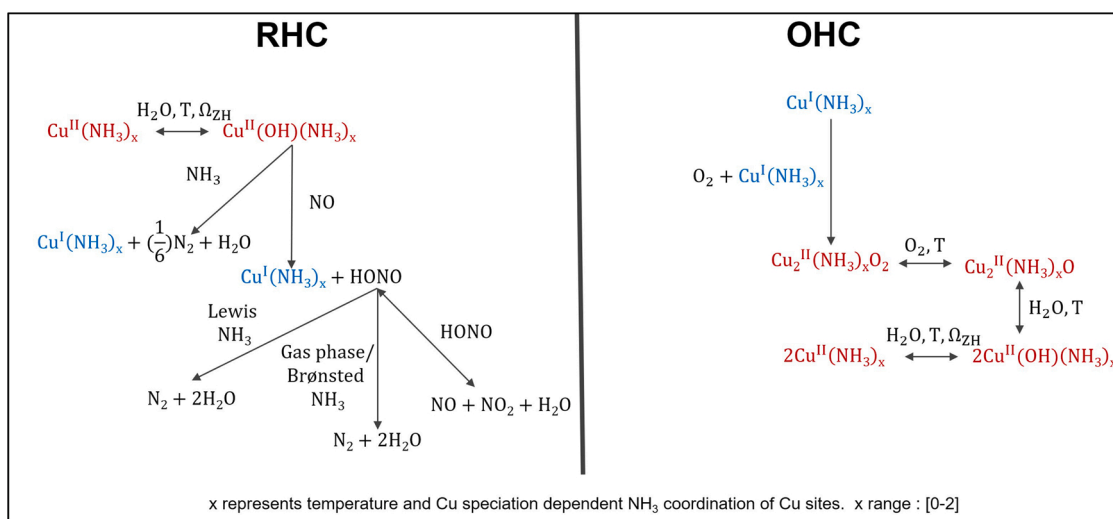 RHC
H₂O, T, Ω_ZH
Cuᴵᴵ(NH₃)ₓ
Cuᴵᴵ(OH)(NH₃)ₓ
NH₃
NO
Cuᴵ(NH₃)ₓ + (1/6)N₂ + H₂O
Cuᴵ(NH₃)ₓ + HONO
Lewis
NH₃
Gas phase/
Brønsted
NH₃
HONO
N₂ + 2H₂O
N₂ + 2H₂O
NO + NO₂ + H₂O
OHC
Cuᴵ(NH₃)ₓ
O₂ + Cuᴵ(NH₃)ₓ
Cu₂ᴵᴵ(NH₃)ₓO₂
O₂, T
Cu₂ᴵᴵ(NH₃)ₓO
H₂O, T
H₂O, T, Ω_ZH
2Cuᴵᴵ(NH₃)ₓ
2Cuᴵᴵ(OH)(NH₃)ₓ
x represents temperature and Cu speciation dependent NH₃ coordination of Cu sites. x range : [0-2]